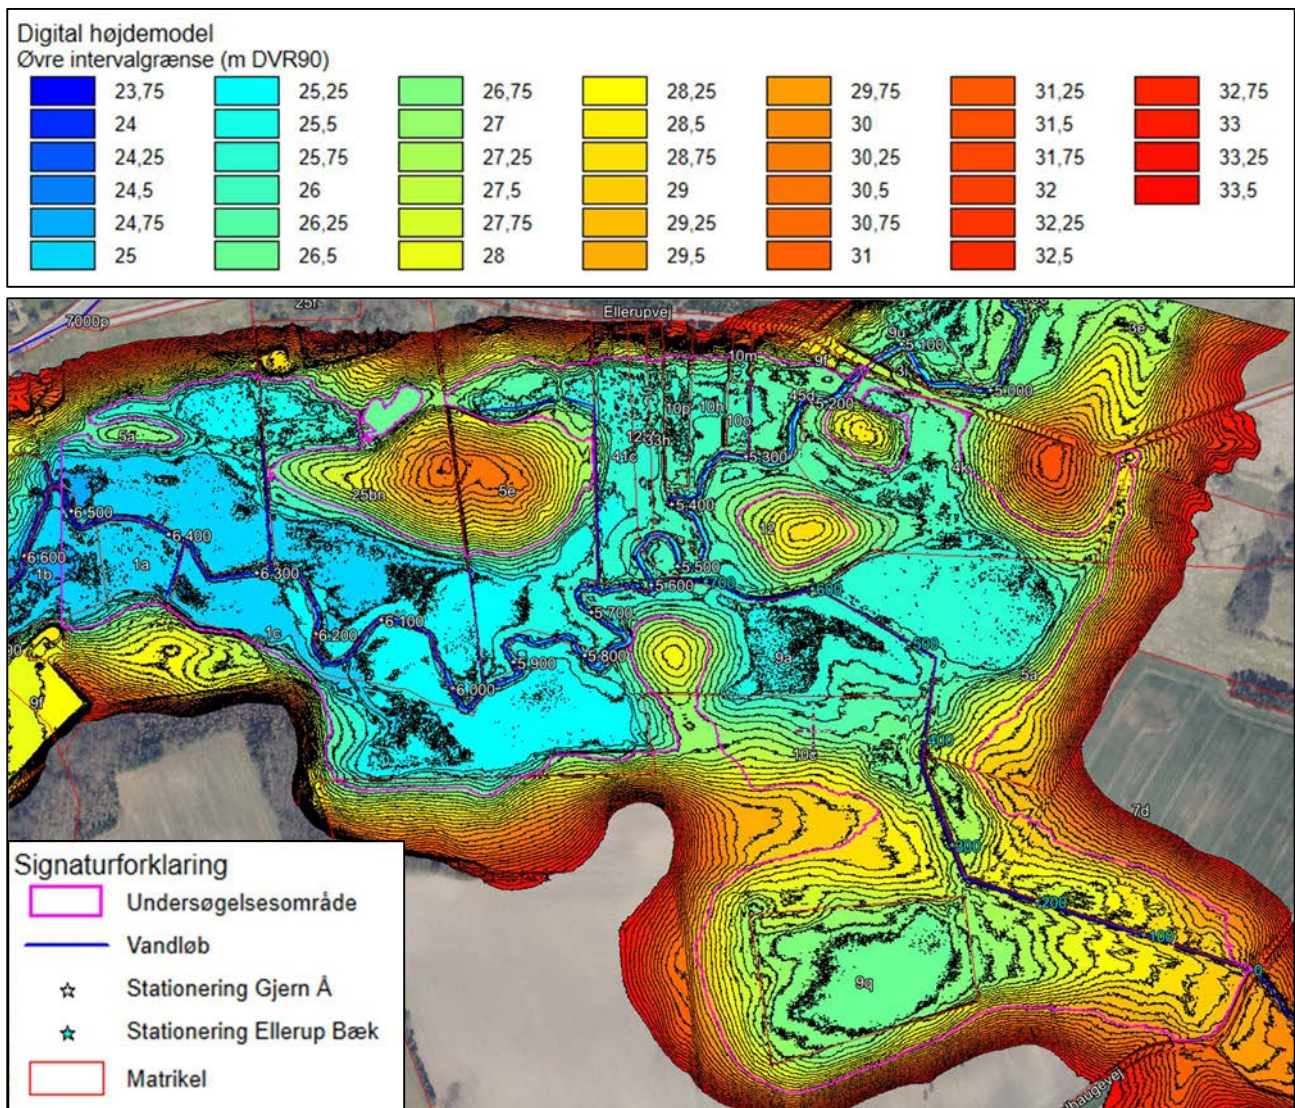 Digital højdemodel
Øvre intervalgrænse (m DVR90)
23,75 25,25 26,75 28,25 29,75 31,25 32,75
24 25,5 27 28,5 30 31,5 33
24,25 25,75 27,25 28,75 30,25 31,75 33,25
24,5 26 27,5 29 30,5 32 33,5
24,75 26,25 27,75 29,25 30,75 32,25
25 26,5 28 29,5 31 32,5
7000p
25f
Ellerupvej
9u
5.100
3e
10m
9f
3l
5.000
45d
5.200
10p
10h
10o
5a
12
33h
41c
5.300
4k
25bn
5e
5.400
12
6.500
6.400
6.600
1b
1a
6.300
5.500
5.600
700
600
5.700
6.200
1c
6.100
500
5.900
5.800
9a
5a
6.000
9f
400
10c
7d
300
200
100
0
9q
Signaturforklaring
Undersøgelsesområde
Vandløb
Stationering Gjern Å
Stationering Ellerup Bæk
Matrikel
lhaugevej